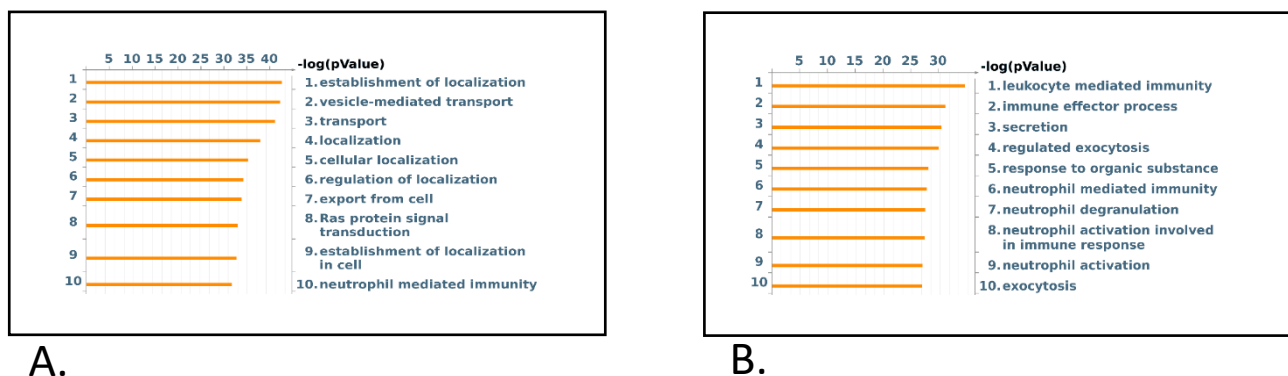 5 10 15 20 25 30 35 40
-log(pValue)
1 1. establishment of localization
2 2. vesicle-mediated transport
3 3. transport
4 4. localization
5 5. cellular localization
6 6. regulation of localization
7 7. export from cell
8 8. Ras protein signal
transduction
9 9. establishment of localization
in cell
10 10. neutrophil mediated immunity
A.
5 10 15 20 25 30
-log(pValue)
1 1. leukocyte mediated immunity
2 2. immune effector process
3 3. secretion
4 4. regulated exocytosis
5 5. response to organic substance
6 6. neutrophil mediated immunity
7 7. neutrophil degranulation
8 8. neutrophil activation involved
in immune response
9 9. neutrophil activation
10 10. exocytosis
B.